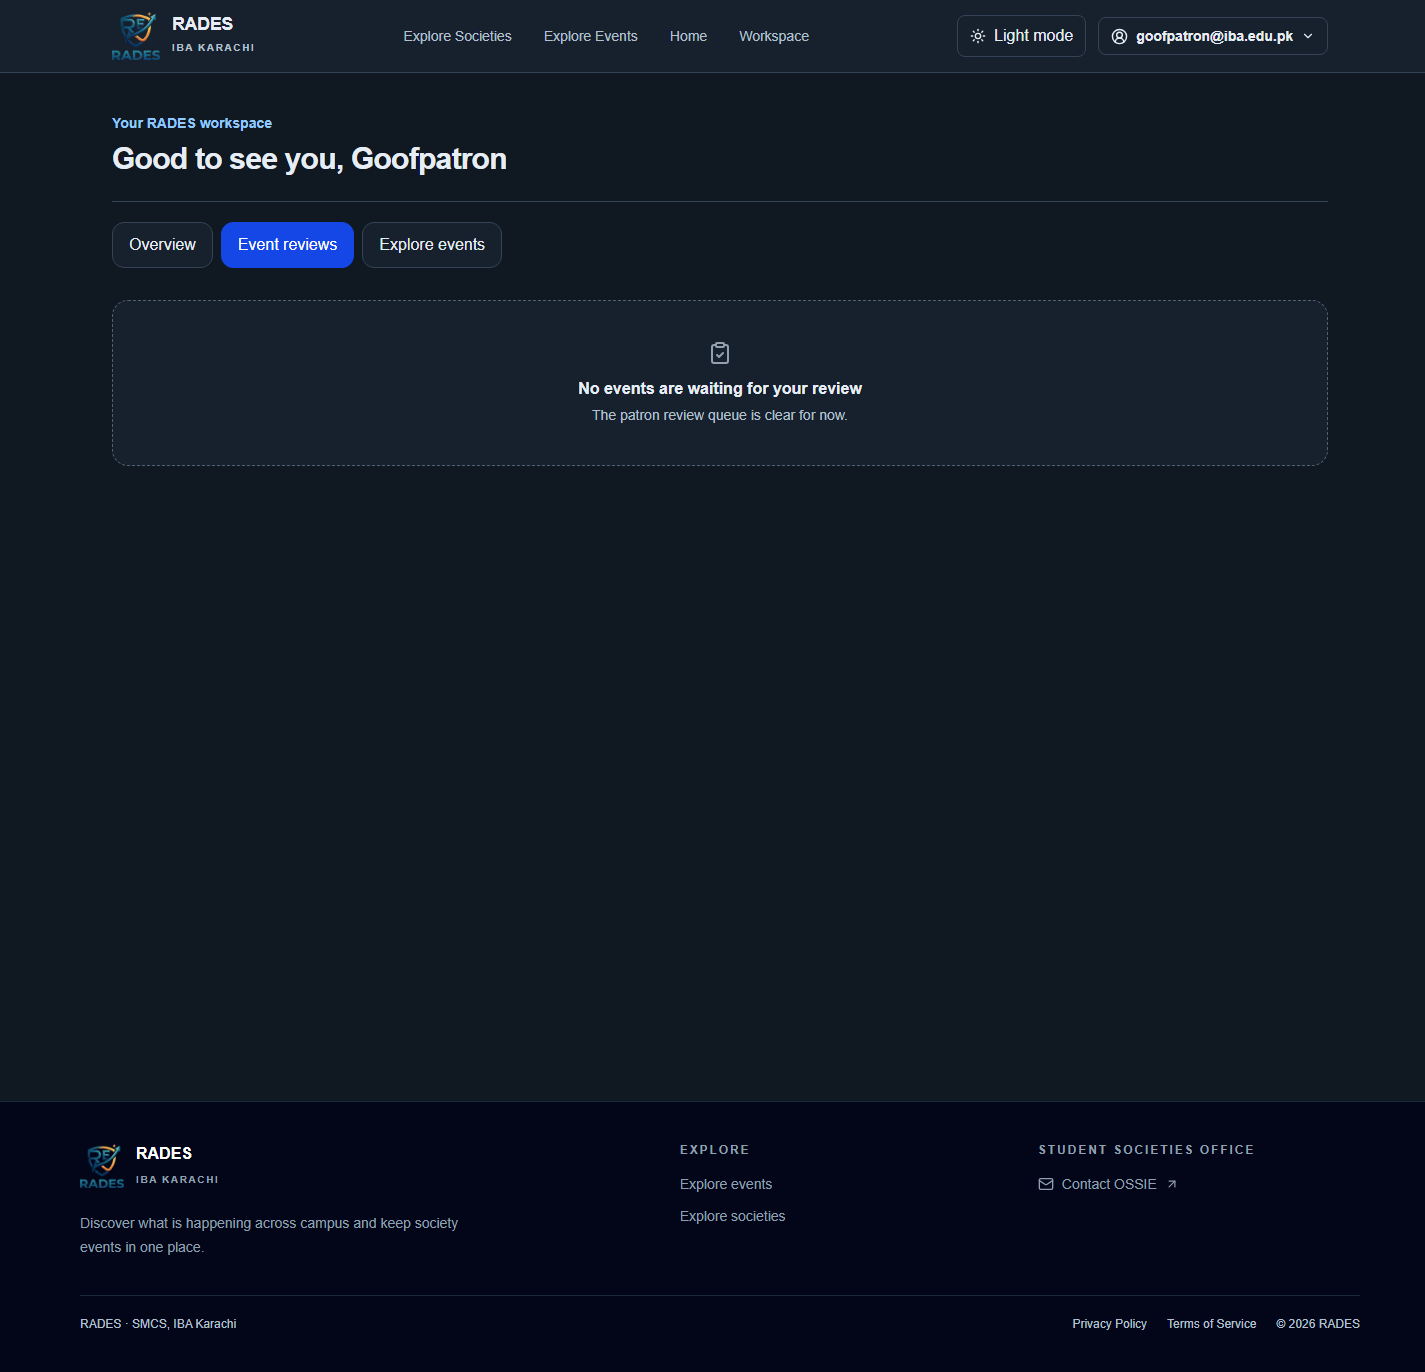 RADES
RADES
IBA KARACHI
Explore Societies
Explore Events
Home
Workspace
Light mode
goofpatron@iba.edu.pk
Your RADES workspace
Good to see you, Goofpatron
Overview
Event reviews
Explore events
No events are waiting for your review
The patron review queue is clear for now.
RADES
RADES
IBA KARACHI
Discover what is happening across campus and keep society
events in one place.
EXPLORE
Explore events
Explore societies
STUDENT SOCIETIES OFFICE
Contact OSSIE
RADES · SMCS, IBA Karachi
Privacy Policy
Terms of Service
© 2026 RADES